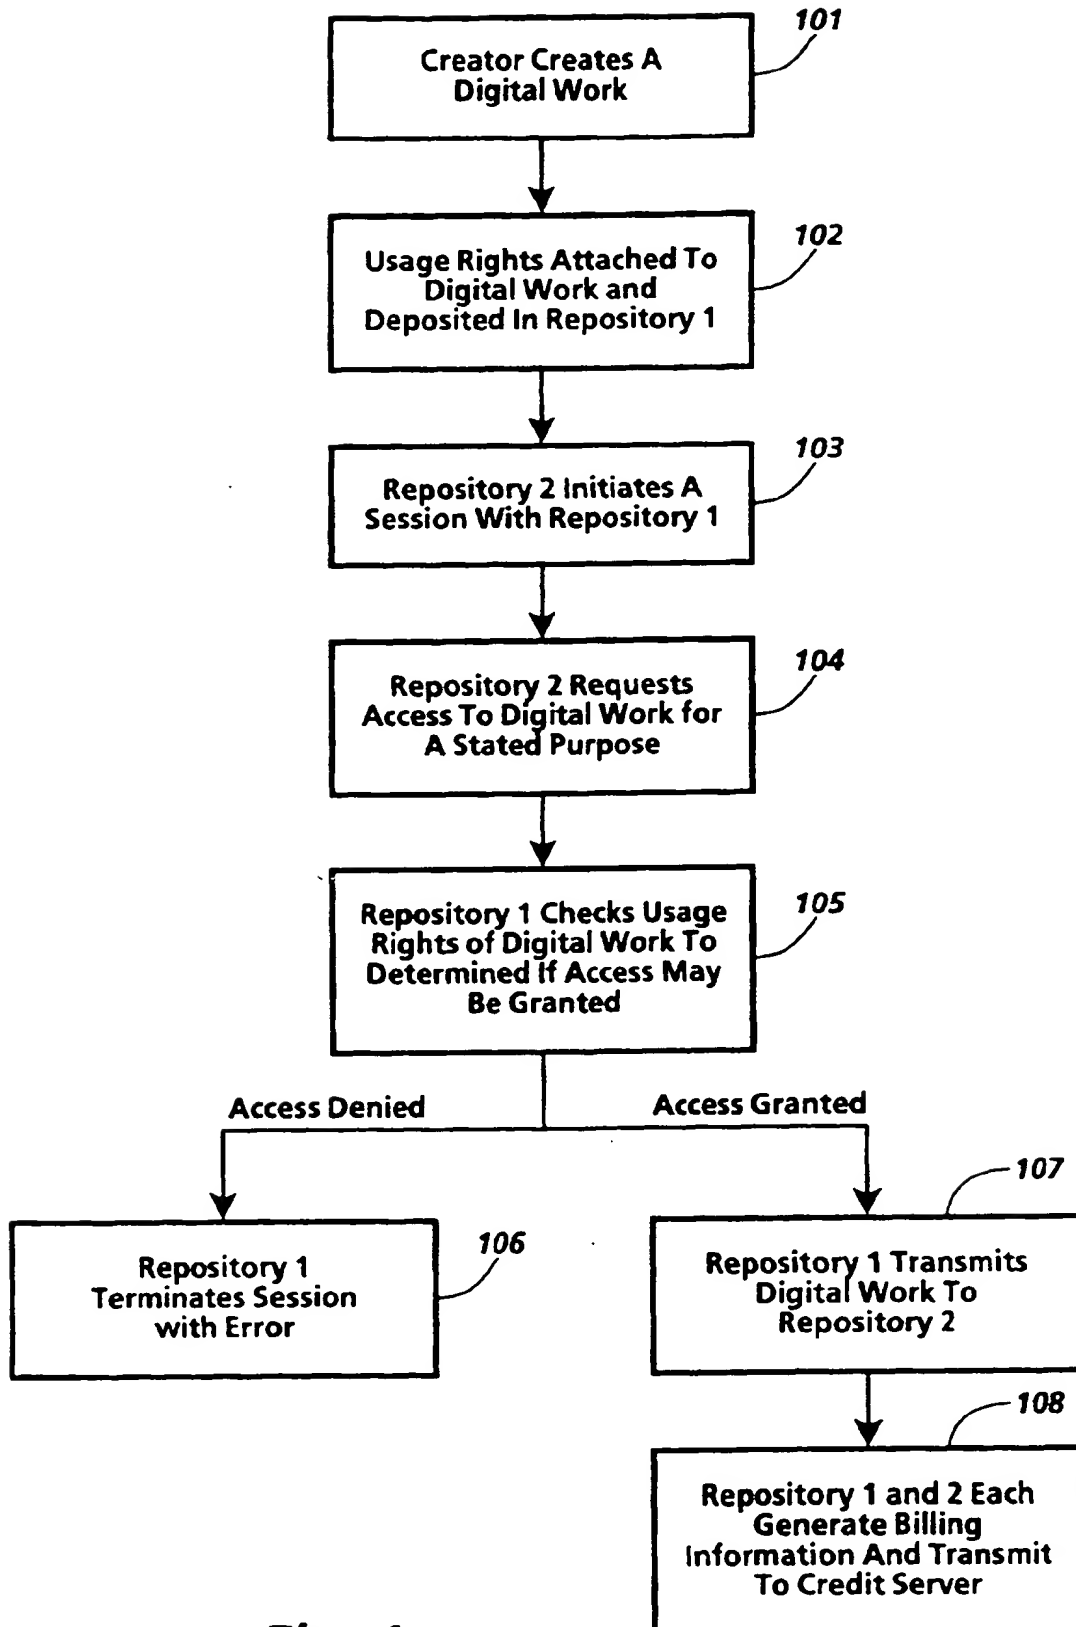 101
Creator Creates A
Digital Work
102
Usage Rights Attached To
Digital Work and
Deposited In Repository 1
103
Repository 2 Initiates A
Session With Repository 1
104
Repository 2 Requests
Access To Digital Work for
A Stated Purpose
105
Repository 1 Checks Usage
Rights of Digital Work To
Determined If Access May
Be Granted
Access Denied
Access Granted
106
Repository 1
Terminates Session
with Error
107
Repository 1 Transmits
Digital Work To
Repository 2
108
Repository 1 and 2 Each
Generate Billing
Information And Transmit
To Credit Server